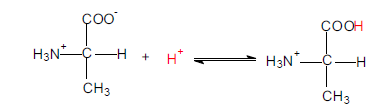 COO⁻ COOH
H₃N⁺ C H + H⁺ H₃N⁺ C H
CH₃ CH₃